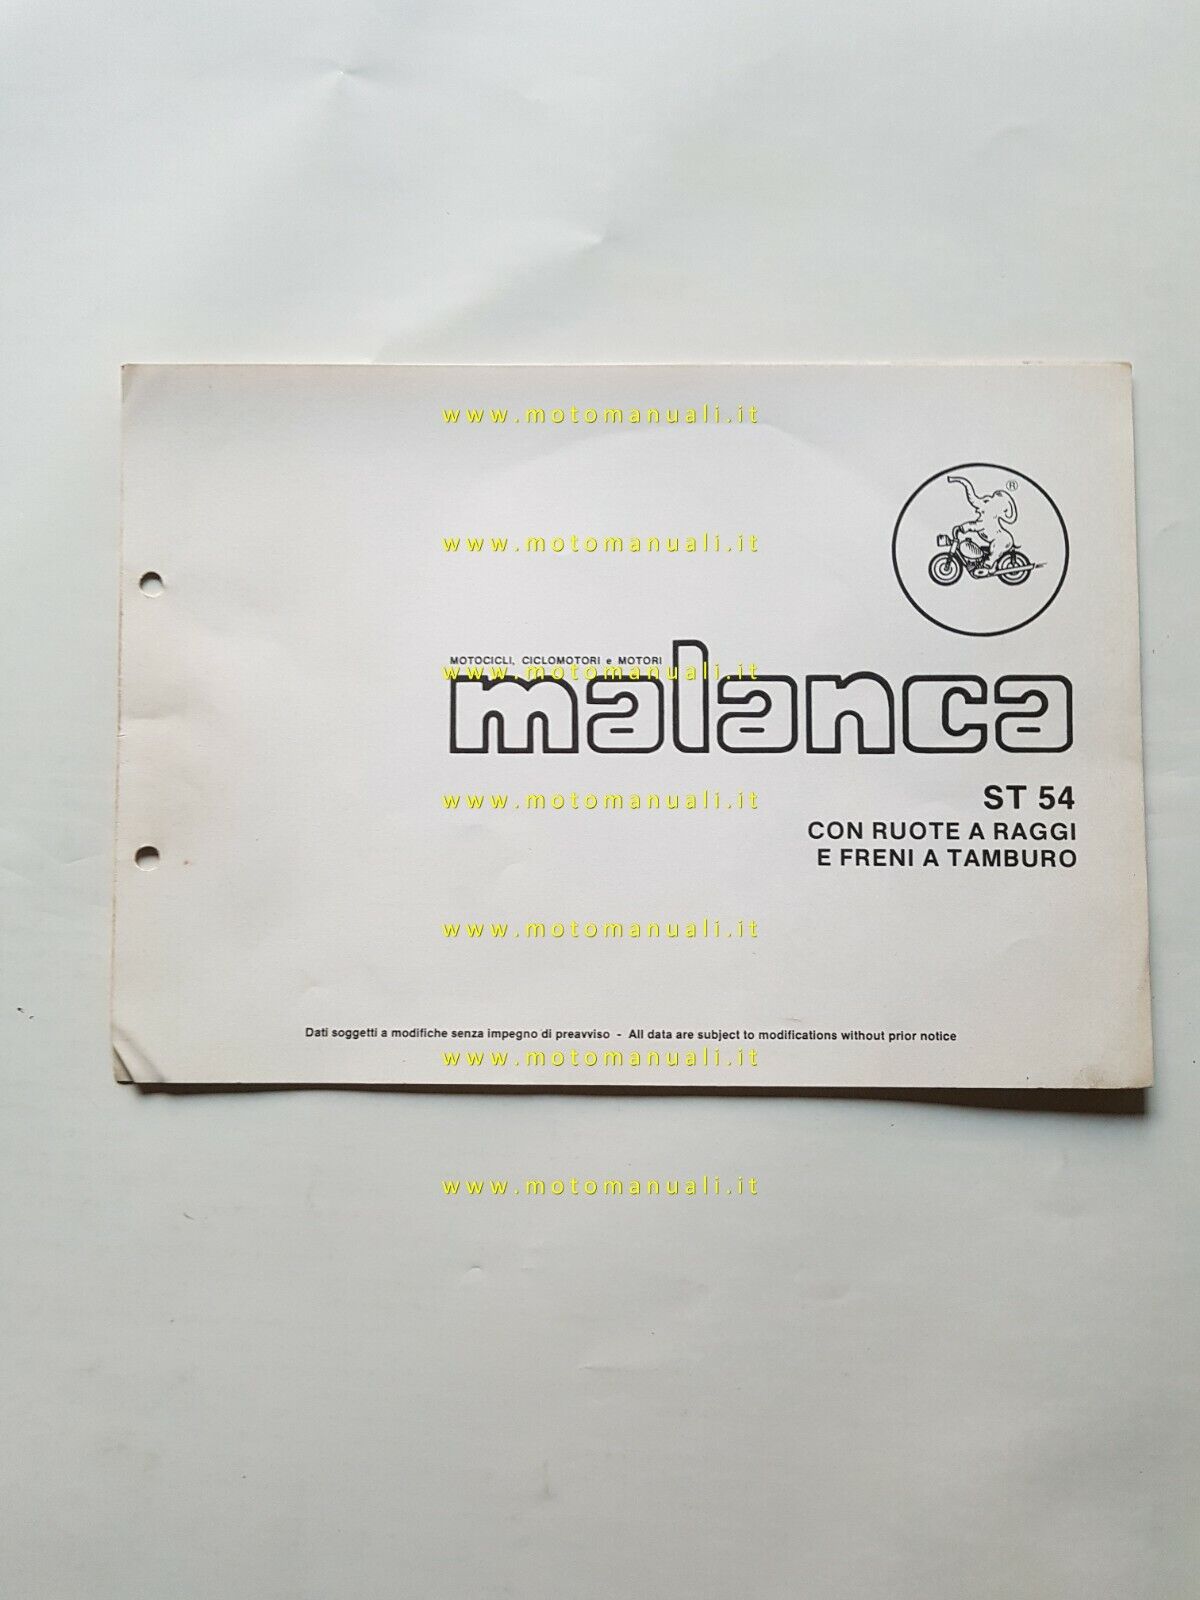 www.motomanuali.it
®
www.motomanuali.it
MOTOCICLI, CICLOMOTORI e MOTORI
www.motomanuali.it
malanca
www.motomanuali.it
ST 54
CON RUOTE A RAGGI
E FRENI A TAMBURO
www.motomanuali.it
Dati soggetti a modifiche senza impegno di preavviso - All data are subject to modifications without prior notice
www.motomanuali.it
www.motomanuali.it